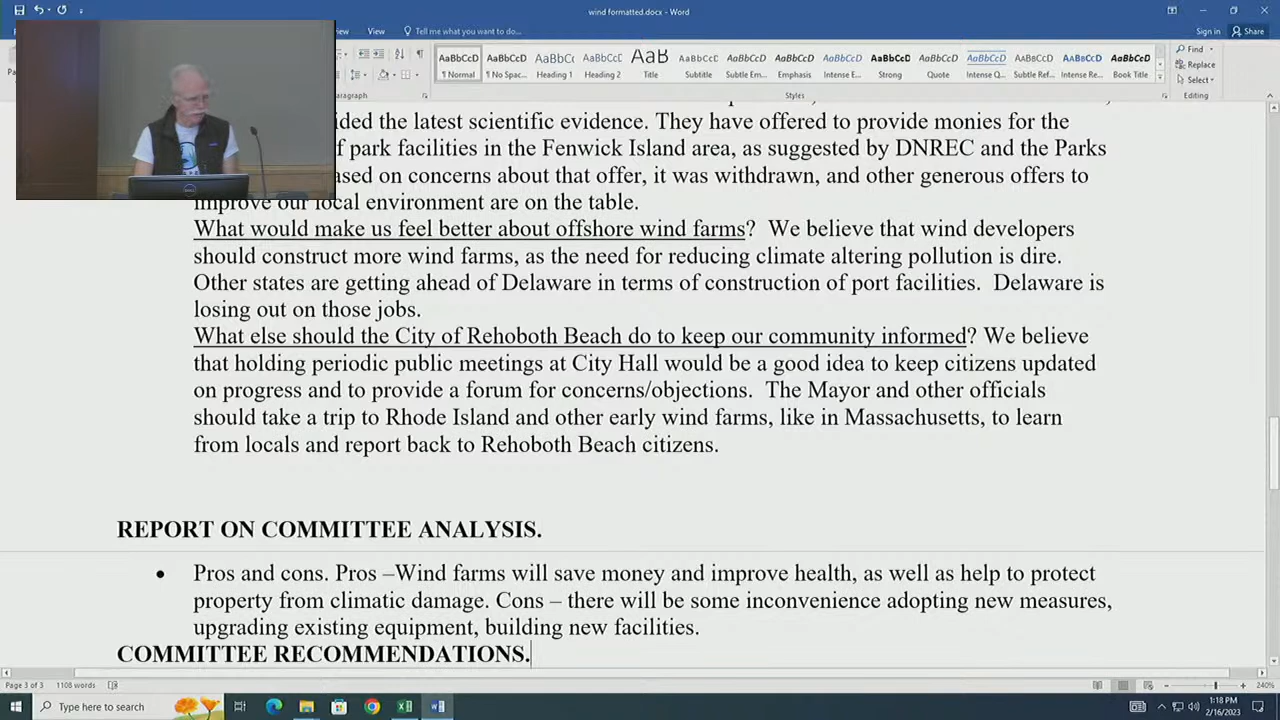 wind formatted.docx - Word
Sign in
Share
View
Tell me what you want to do...
AaBbCcD AaBbCcD AaBbC( AaBbCcE AaB AaBbCcC AaBbCcD AaBbCcD AaBbCcD AaBbCcD AaBbCcD AaBbCcD AaBbCcD AaBbCcD AaBbCcD
¶ Normal ¶ No Spac... Heading 1 Heading 2 Title Subtitle Subtle Em... Emphasis Intense E... Strong Quote Intense Q... Subtle Ref... Intense Re... Book Title
Find
Replace
Select
aragraph
Styles
Editing
ided the latest scientific evidence. They have offered to provide monies for the
f park facilities in the Fenwick Island area, as suggested by DNREC and the Parks
ased on concerns about that offer, it was withdrawn, and other generous offers to
improve our local environment are on the table.
What would make us feel better about offshore wind farms? We believe that wind developers
should construct more wind farms, as the need for reducing climate altering pollution is dire.
Other states are getting ahead of Delaware in terms of construction of port facilities. Delaware is
losing out on those jobs.
What else should the City of Rehoboth Beach do to keep our community informed? We believe
that holding periodic public meetings at City Hall would be a good idea to keep citizens updated
on progress and to provide a forum for concerns/objections. The Mayor and other officials
should take a trip to Rhode Island and other early wind farms, like in Massachusetts, to learn
from locals and report back to Rehoboth Beach citizens.
REPORT ON COMMITTEE ANALYSIS.
• Pros and cons. Pros –Wind farms will save money and improve health, as well as help to protect
property from climatic damage. Cons – there will be some inconvenience adopting new measures,
upgrading existing equipment, building new facilities.
COMMITTEE RECOMMENDATIONS.
Page 3 of 3 1108 words
240%
Type here to search
1:18 PM
2/16/2023